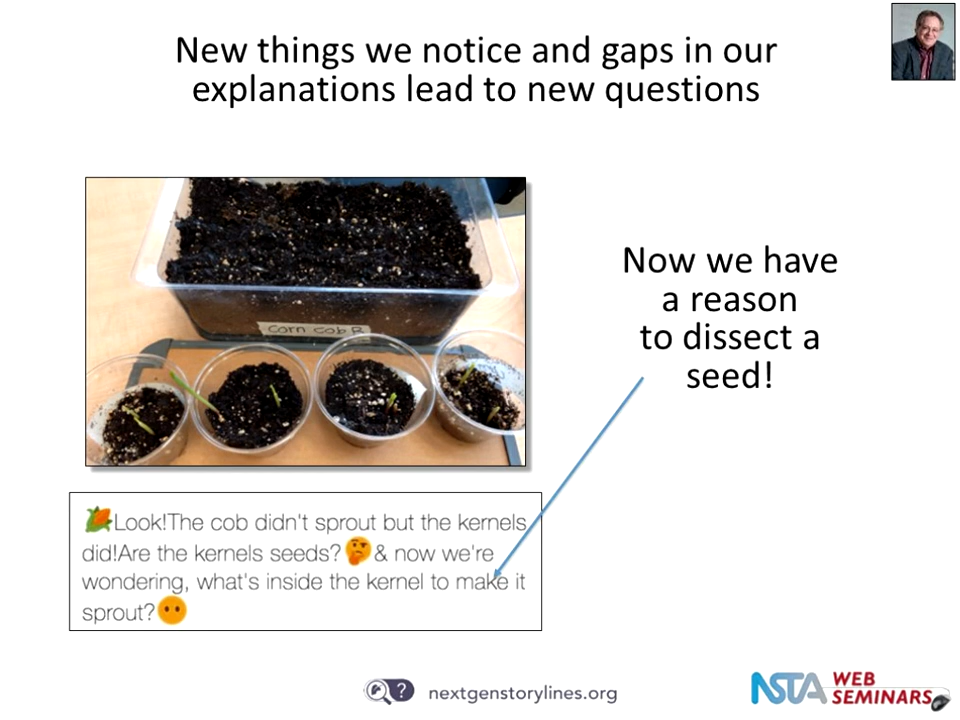 New things we notice and gaps in our
explanations lead to new questions
corn cob B
Now we have
a reason
to dissect a
seed!
Look!The cob didn't sprout but the kernels
did!Are the kernels seeds? & now we're
wondering, what's inside the kernel to make it
sprout?
?
nextgenstorylines.org
NSTA WEB
SEMINARS